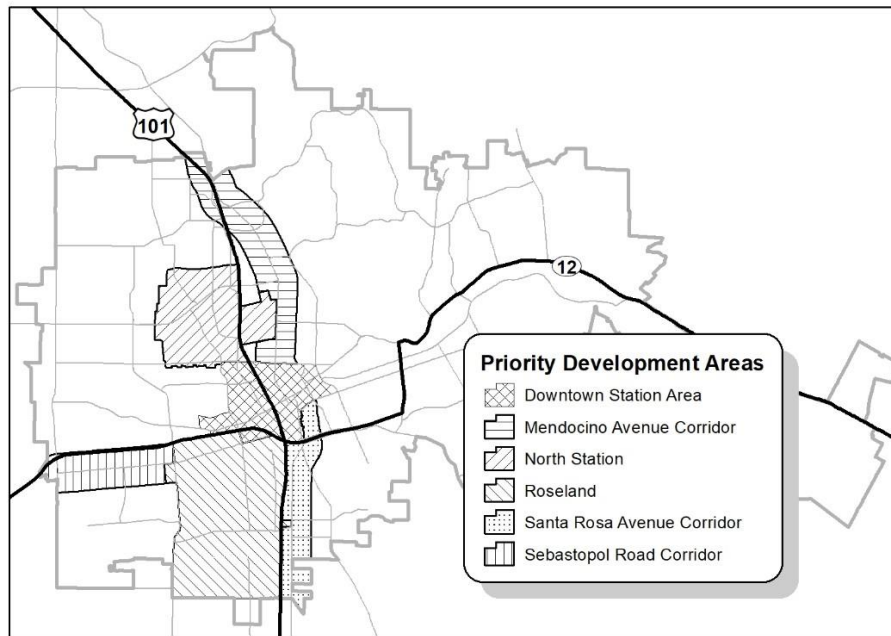 101
12
Priority Development Areas
Downtown Station Area
Mendocino Avenue Corridor
North Station
Roseland
Santa Rosa Avenue Corridor
Sebastopol Road Corridor